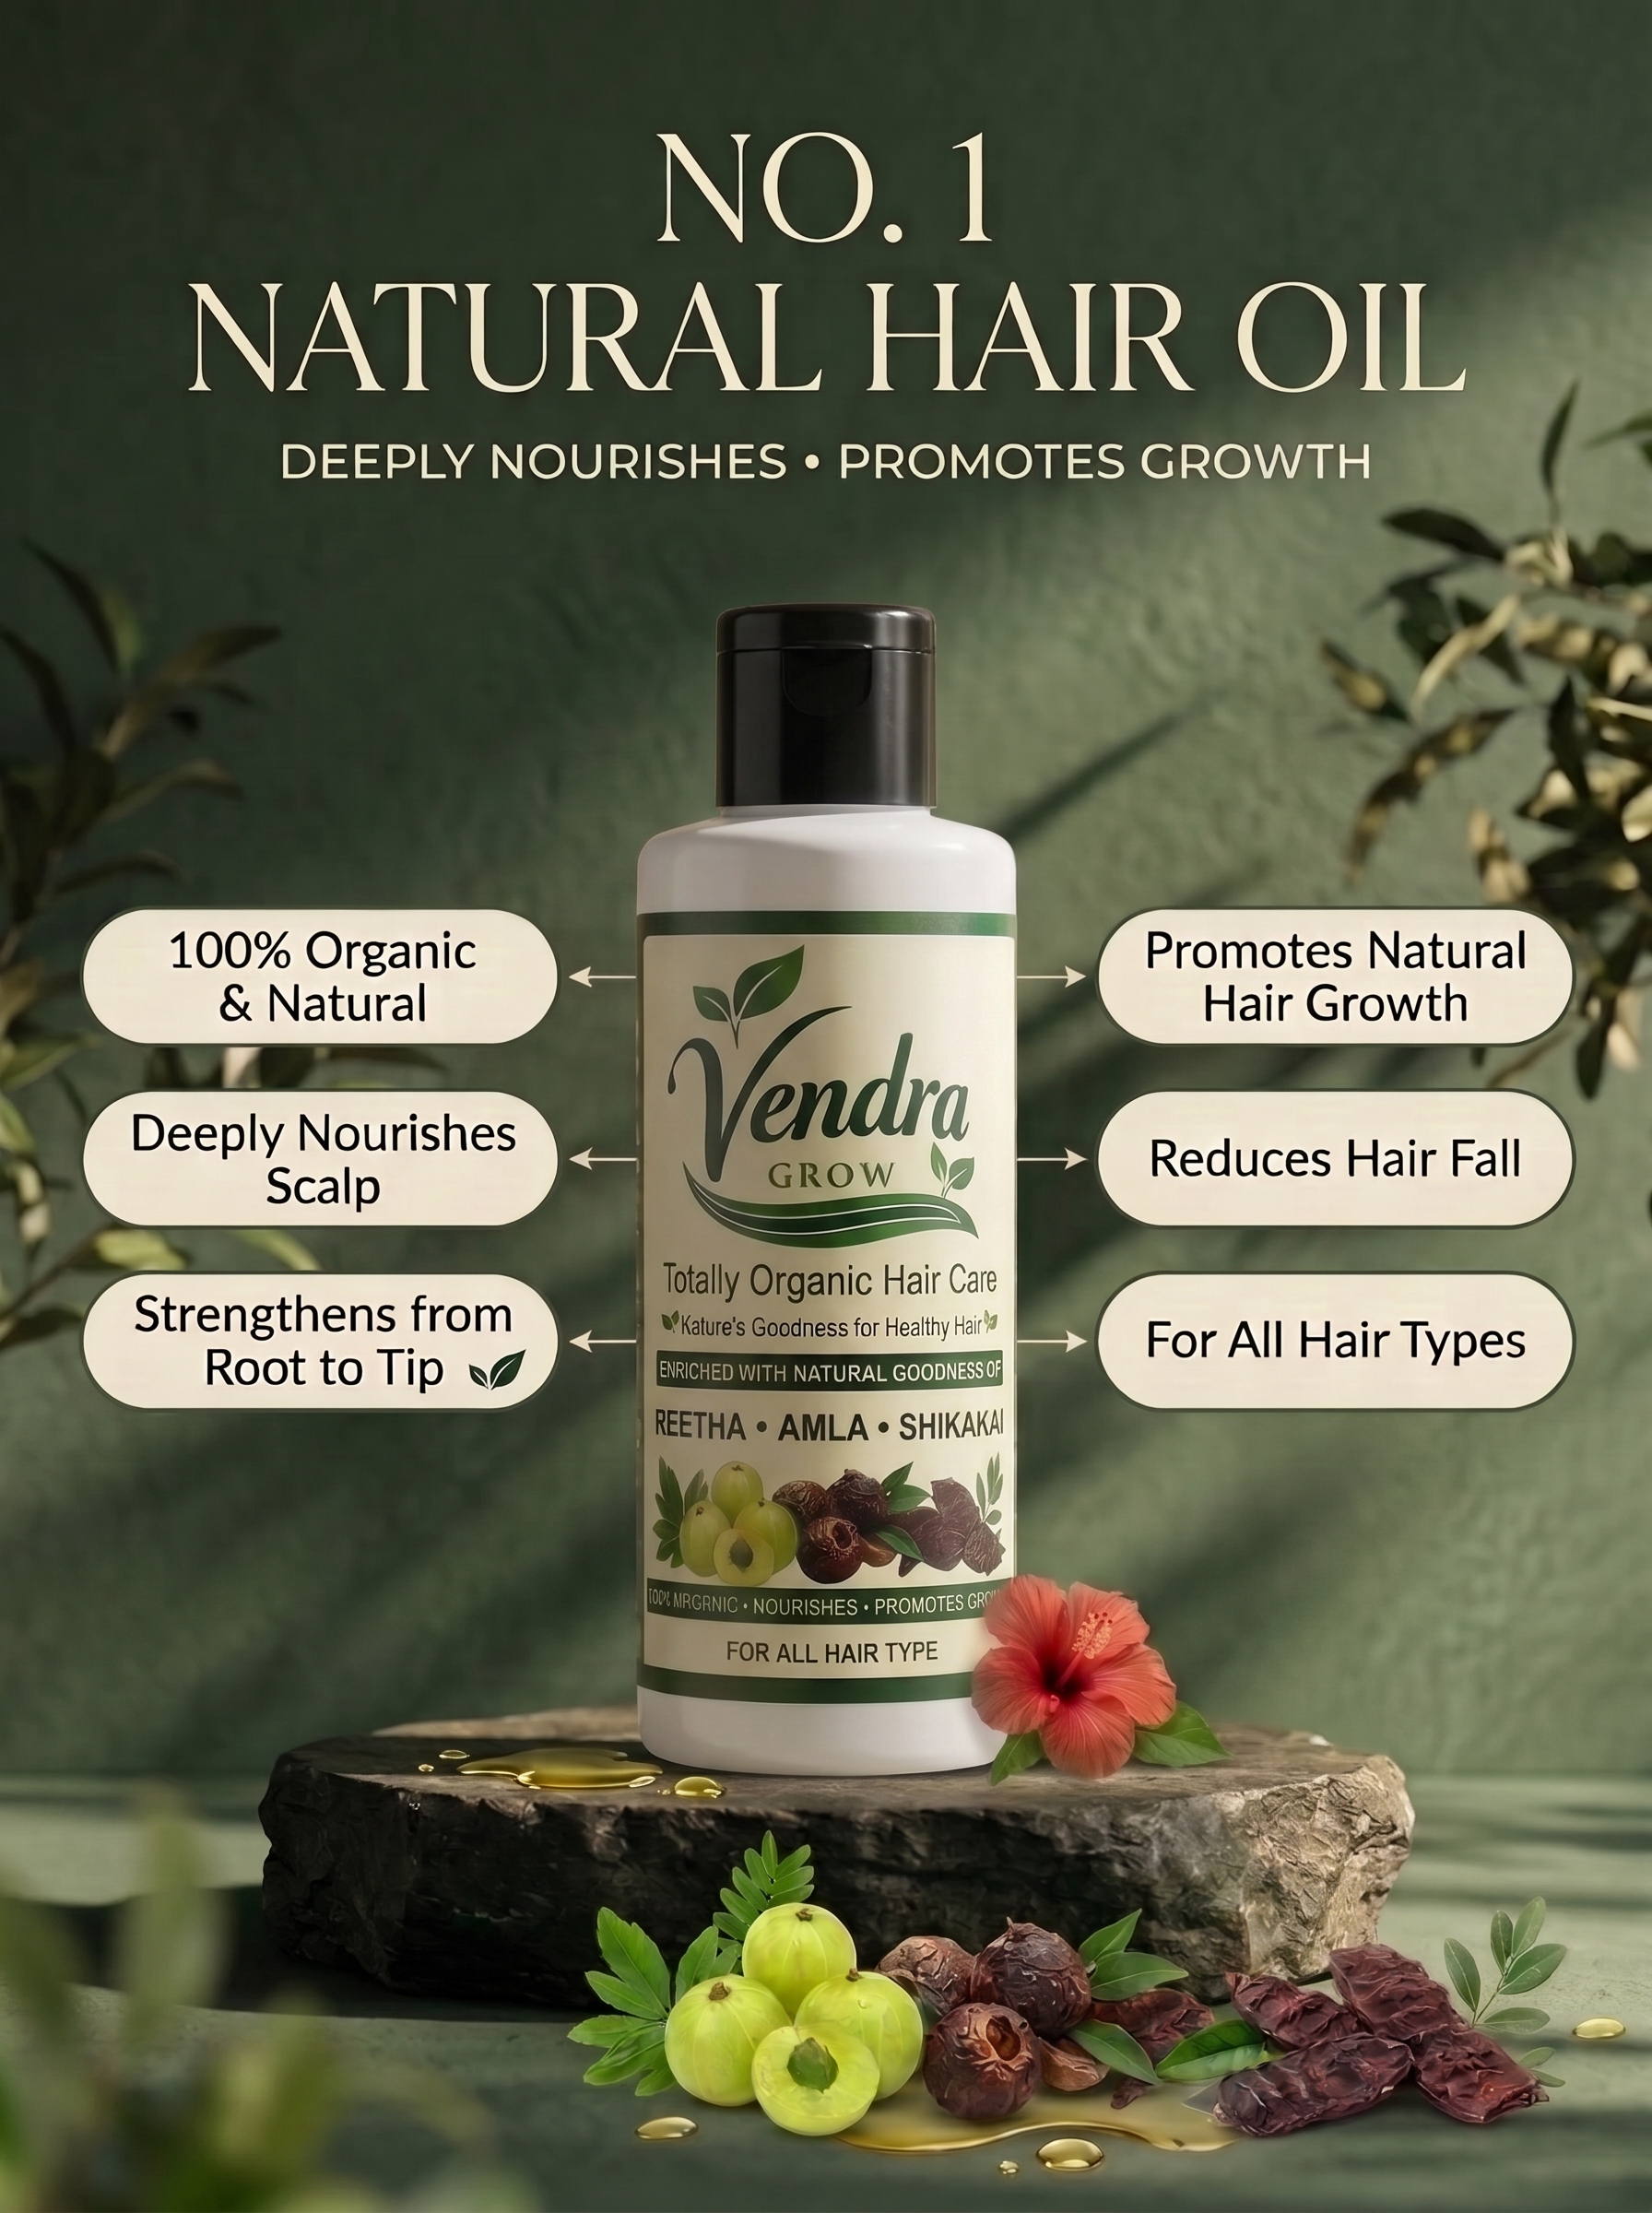 NO. 1
NATURAL HAIR OIL
DEEPLY NOURISHES • PROMOTES GROWTH
100% Organic
& Natural
Deeply Nourishes
Scalp
Strengthens from
Root to Tip
Vendra
GROW
Totally Organic Hair Care
Kature's Goodness for Healthy Hair
ENRICHED WITH NATURAL GOODNESS OF
REETHA • AMLA • SHIKAKAI
100% MRGRNIC • NOURISHES • PROMOTES
FOR ALL HAIR TYPE
Promotes Natural
Hair Growth
Reduces Hair Fall
For All Hair Types